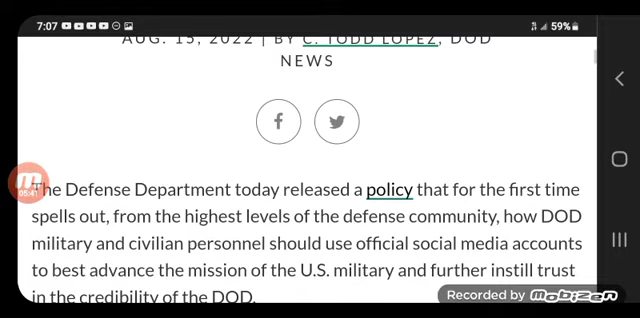 7:07
59%
AUG. 15, 2022 | BY C. TODD LOPEZ, DOD
NEWS
The Defense Department today released a policy that for the first time
spells out, from the highest levels of the defense community, how DOD
military and civilian personnel should use official social media accounts
to best advance the mission of the U.S. military and further instill trust
in the credibility of the DOD.
05:41
Recorded by Mobizen